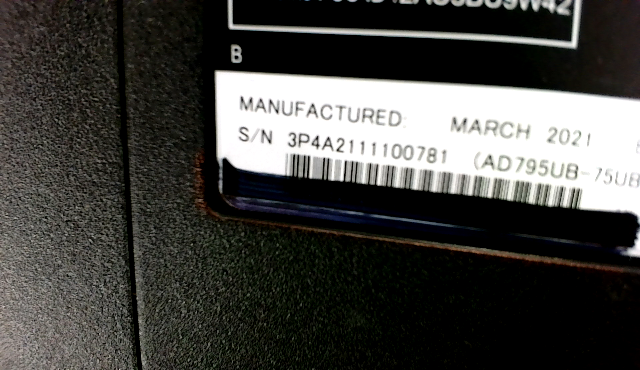 B
MANUFACTURED: MARCH 2021
S/N 3P4A2111100781 (AD795UB-75UB